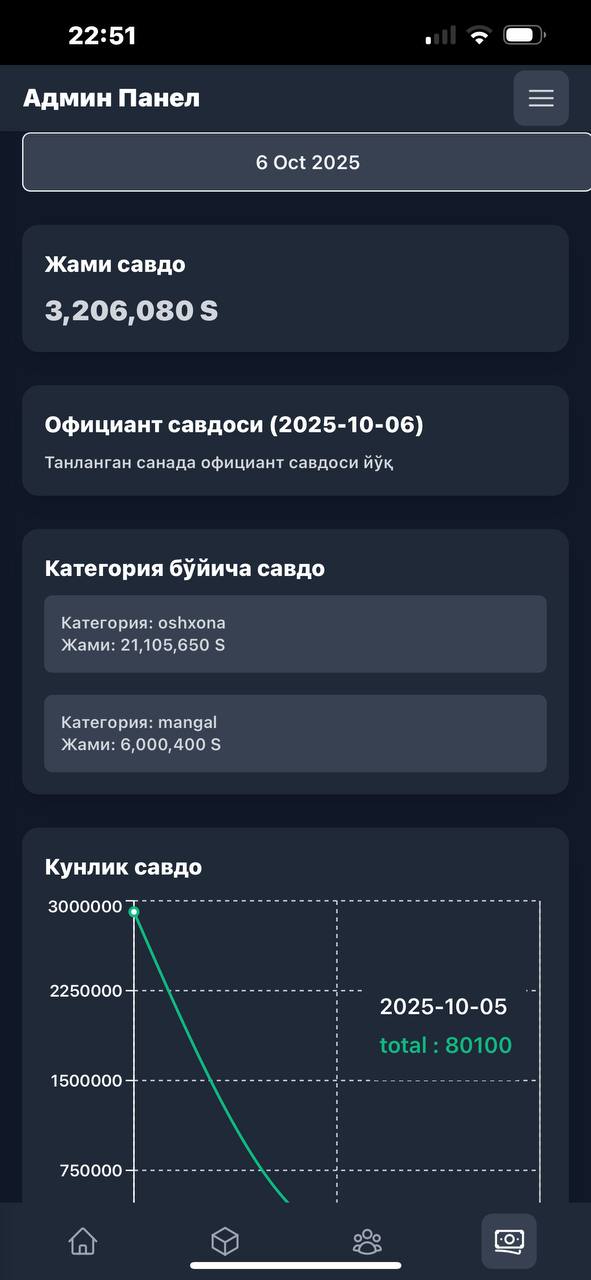 22:51
Админ Панел
6 Oct 2025
Жами савдо
3,206,080 S
Официант савдоси (2025-10-06)
Танланган санада официант савдоси йўқ
Категория бўйича савдо
Категория: oshxona
Жами: 21,105,650 S
Категория: mangal
Жами: 6,000,400 S
Кунлик савдо
3000000
2250000
2025-10-05
total : 80100
1500000
750000